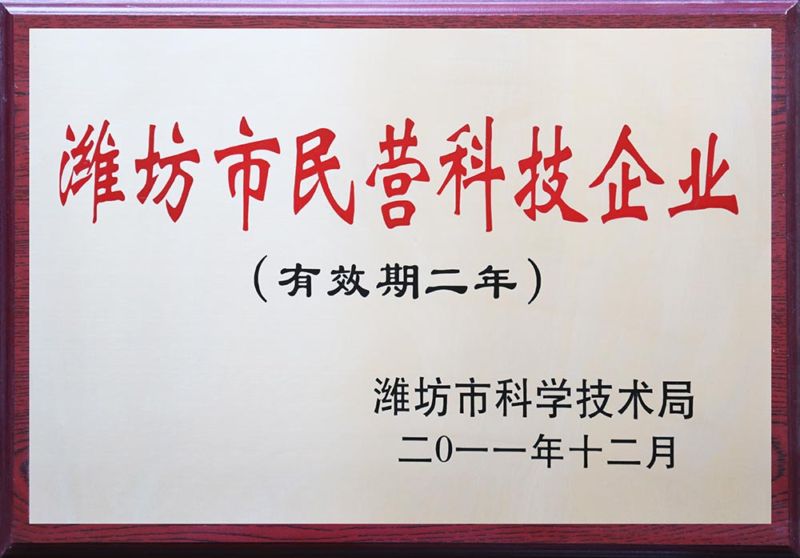 潍坊市民营科技企业
（有效期二年）
潍坊市科学技术局
二0一一年十二月